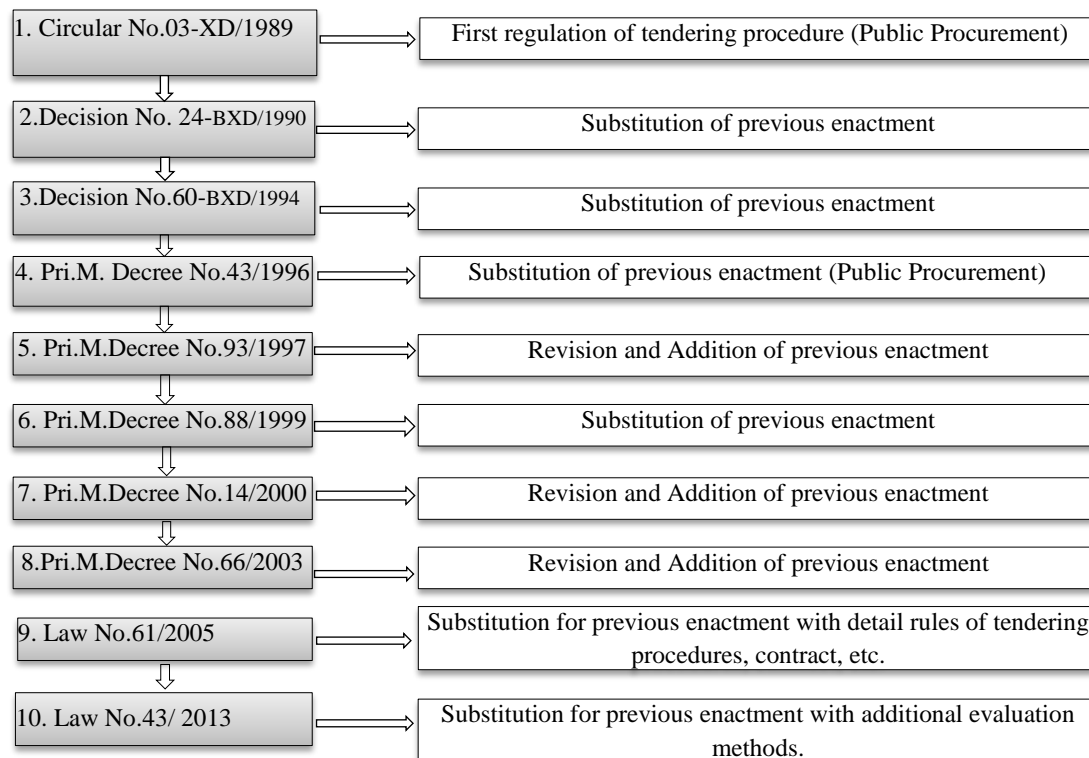 1. Circular No.03-XD/1989
First regulation of tendering procedure (Public Procurement)
2.Decision No. 24-BXD/1990
Substitution of previous enactment
3.Decision No.60-BXD/1994
Substitution of previous enactment
4. Pri.M. Decree No.43/1996
Substitution of previous enactment (Public Procurement)
5. Pri.M.Decree No.93/1997
Revision and Addition of previous enactment
6. Pri.M.Decree No.88/1999
Substitution of previous enactment
7. Pri.M.Decree No.14/2000
Revision and Addition of previous enactment
8.Pri.M.Decree No.66/2003
Revision and Addition of previous enactment
9. Law No.61/2005
Substitution for previous enactment with detail rules of tendering
procedures, contract, etc.
10. Law No.43/ 2013
Substitution for previous enactment with additional evaluation
methods.